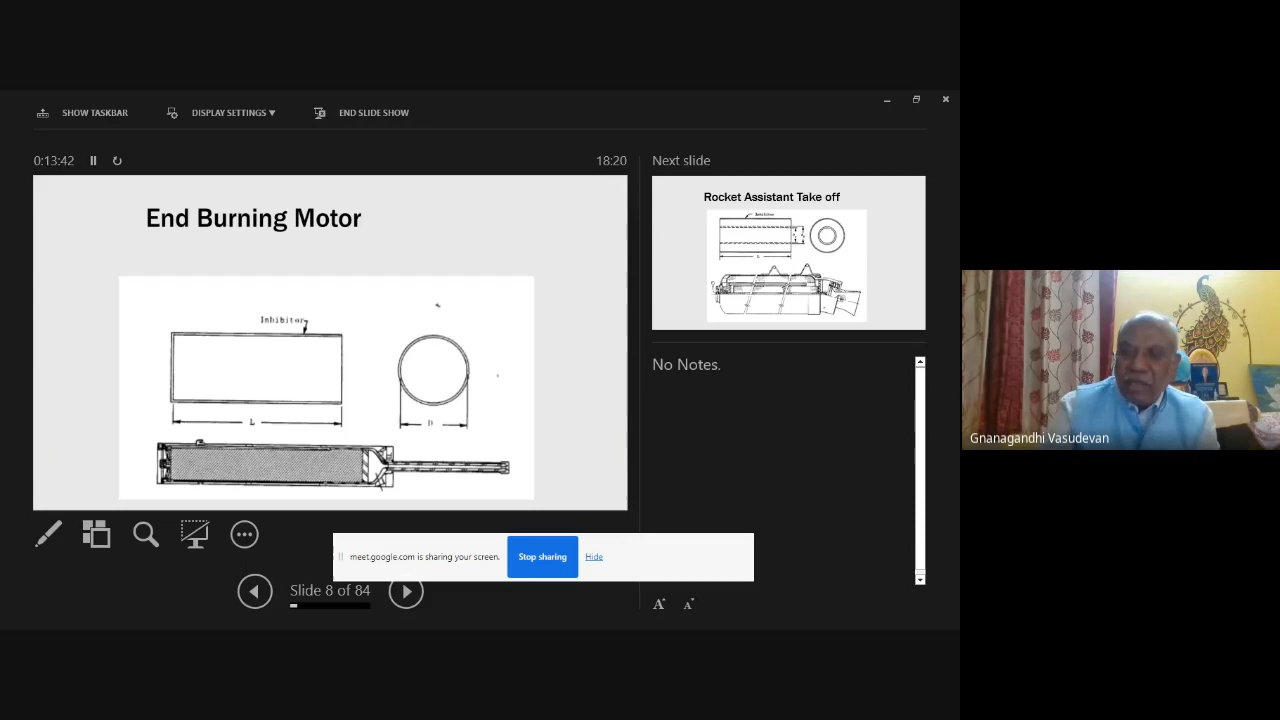 SHOW TASKBAR
DISPLAY SETTINGS ▼
END SLIDE SHOW
0:13:42
18:20
Next slide
End Burning Motor
Inhibitor
L
D
Rocket Assistant Take off
Inhibitor
No Notes.
Gnanagandhi Vasudevan
meet.google.com is sharing your screen.
Stop sharing
Hide
Slide 8 of 84
A
A